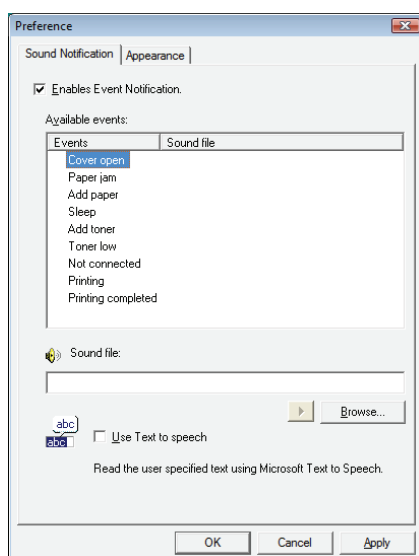 Preference
Sound Notification Appearance
Enables Event Notification.
Available events:
Events Sound file
Cover open
Paper jam
Add paper
Sleep
Add toner
Toner low
Not connected
Printing
Printing completed
Sound file:
Browse...
abc
abc
Use Text to speech
Read the user specified text using Microsoft Text to Speech.
OK Cancel Apply